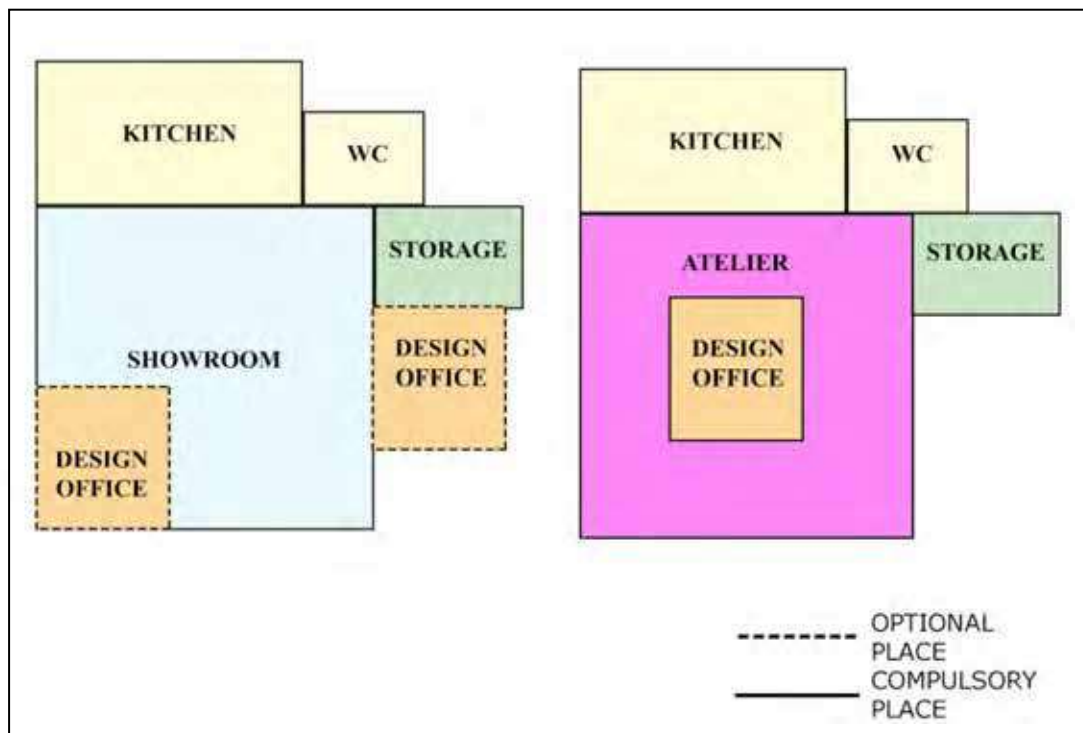 KITCHEN
WC
STORAGE
SHOWROOM
DESIGN
OFFICE
DESIGN
OFFICE
KITCHEN
WC
STORAGE
ATELIER
DESIGN
OFFICE
OPTIONAL
PLACE
COMPULSORY
PLACE